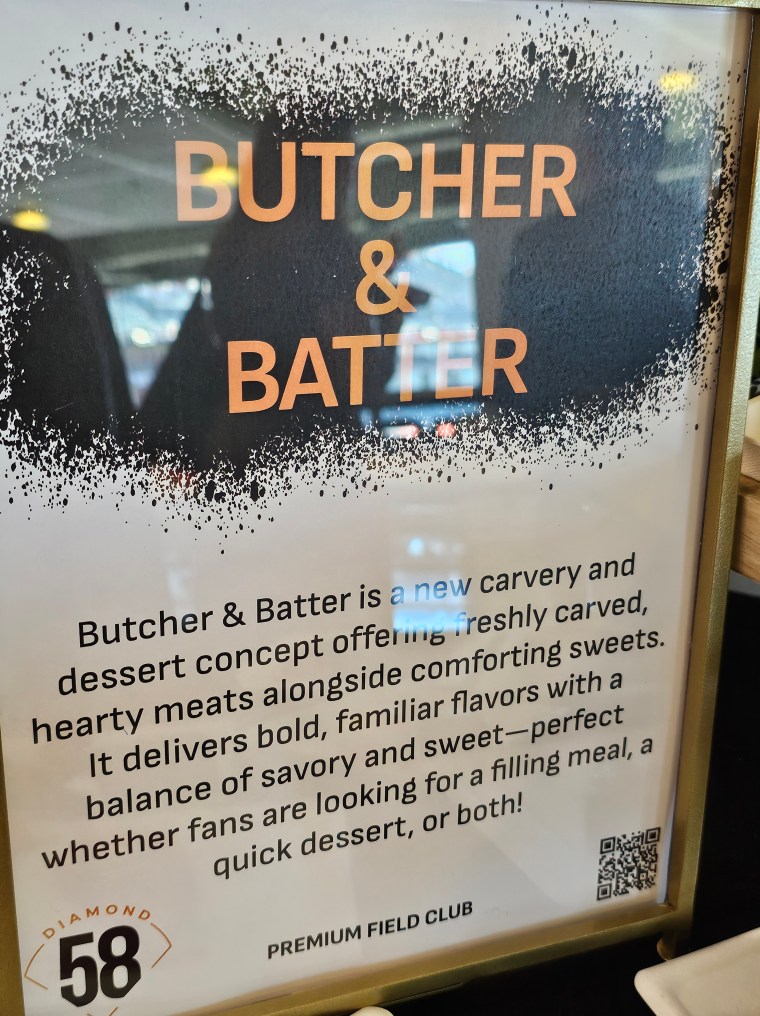 BUTCHER
&
BATTER
Butcher & Batter is a new carvery and
dessert concept offering freshly carved,
hearty meats alongside comforting sweets.
It delivers bold, familiar flavors with a
balance of savory and sweet—perfect
whether fans are looking for a filling meal, a
quick dessert, or both!
DIAMOND
58
PREMIUM FIELD CLUB